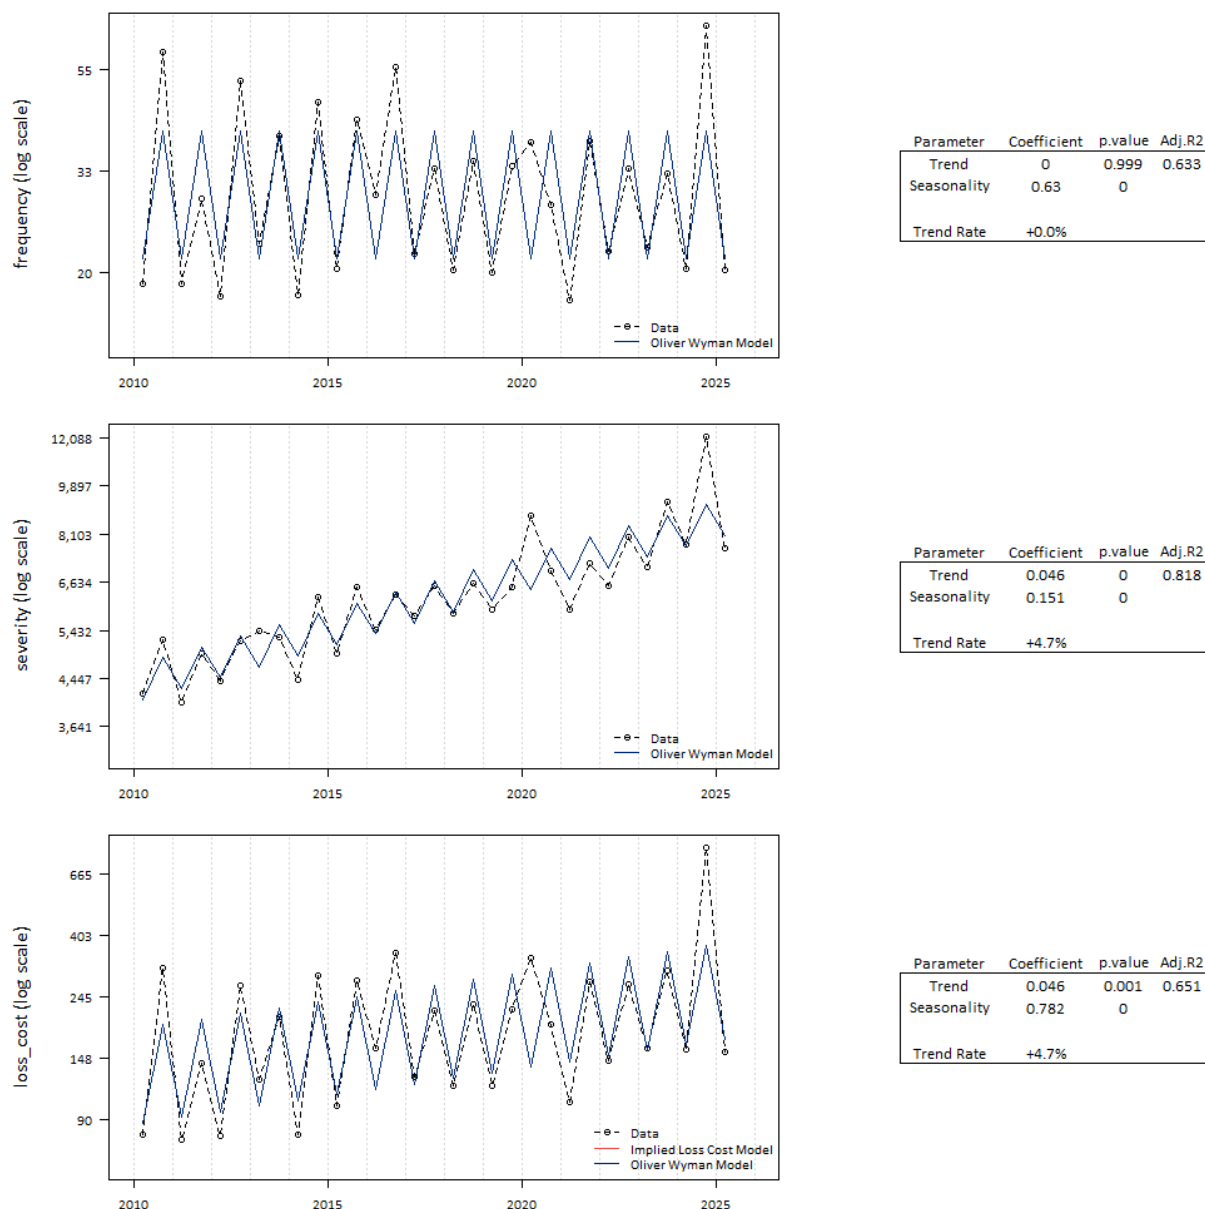 frequency (log scale)
55
33
20
Data
Oliver Wyman Model
2010 2015 2020 2025
Parameter Coefficient p.value Adj.R2
Trend 0 0.999 0.633
Seasonality 0.63 0
Trend Rate +0.0%
severity (log scale)
12,088
9,897
8,103
6,634
5,432
4,447
3,641
Data
Oliver Wyman Model
2010 2015 2020 2025
Parameter Coefficient p.value Adj.R2
Trend 0.046 0 0.818
Seasonality 0.151 0
Trend Rate +4.7%
loss_cost (log scale)
665
403
245
148
90
Data
Implied Loss Cost Model
Oliver Wyman Model
2010 2015 2020 2025
Parameter Coefficient p.value Adj.R2
Trend 0.046 0.001 0.651
Seasonality 0.782 0
Trend Rate +4.7%